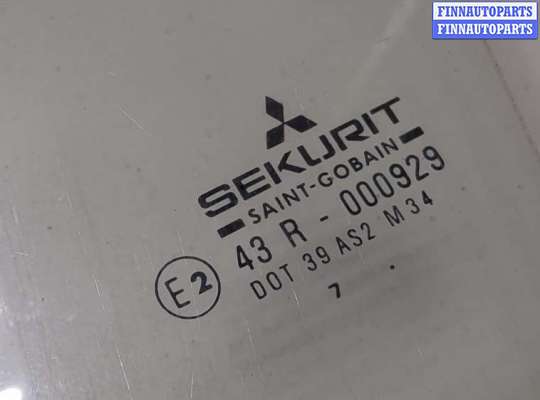 FINNAUTOPARTS
FINNAUTOPARTS
SEKURIT
SAINT-GOBAIN
43 R - 000929
E2
DOT 39 AS2 M34
7 .